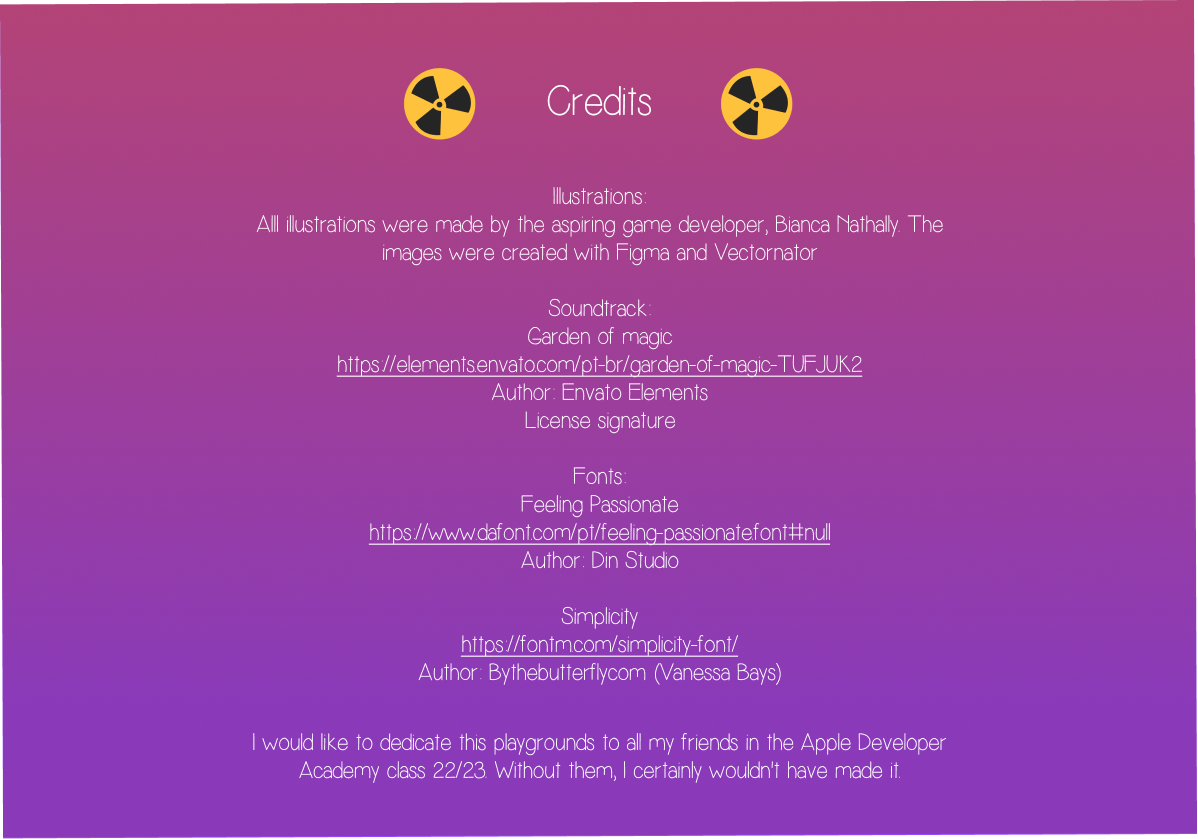 Credits
Illustrations:
Alll illustrations were made by the aspiring game developer, Bianca Nathally. The
images were created with Figma and Vectornator
Soundtrack:
Garden of magic
https://elements.envato.com/pt-br/garden-of-magic-TUFJUK2
Author: Envato Elements
License signature
Fonts:
Feeling Passionate
https://www.dafont.com/pt/feeling-passionate.font#null
Author: Din Studio
Simplicity
https://fontm.com/simplicity-font/
Author: Bythebutterflycom (Vanessa Bays)
I would like to dedicate this playgrounds to all my friends in the Apple Developer
Academy class 22/23. Without them, I certainly wouldn't have made it.